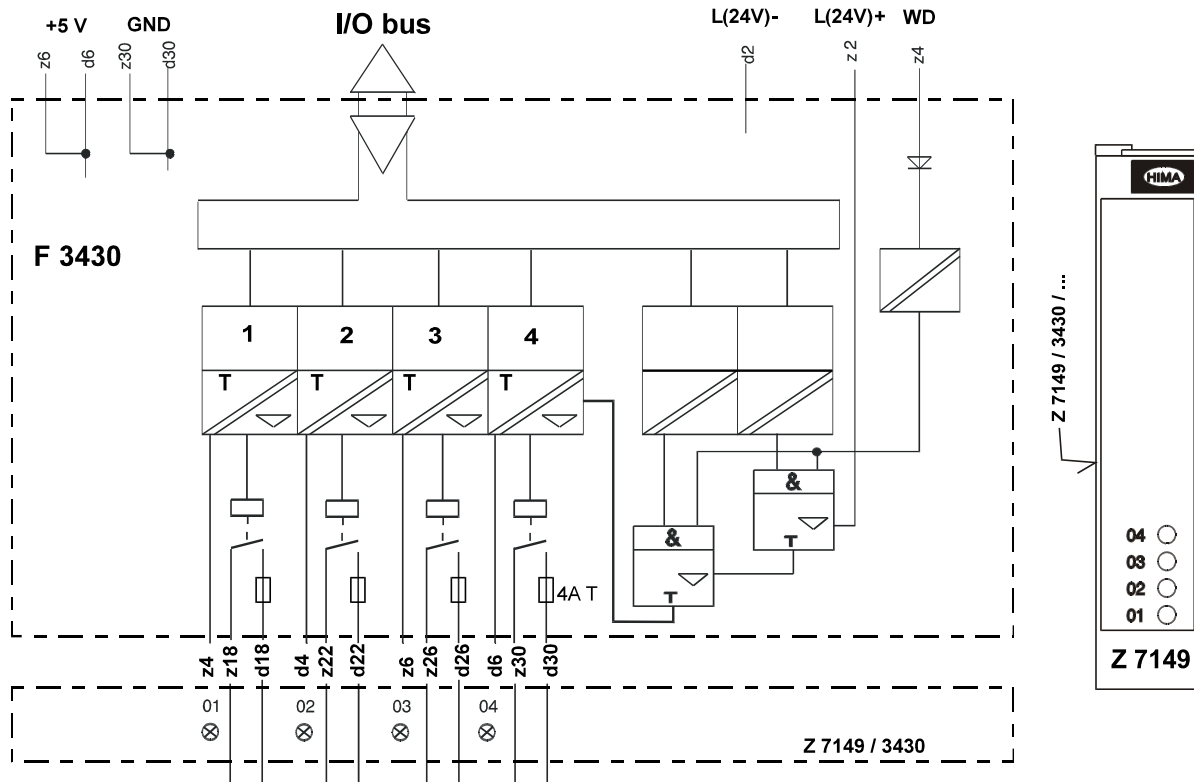 +5 V GND I/O bus L(24V)- L(24V)+ WD
z6 d6 z30 d30 d2 z 2 z4
HIMA
F 3430
Z 7149 / 3430 / ...
1 2 3 4
T T T T
&
T
&
T
4A T
04
03
02
01
z4 z18 d18 d4 z22 d22 z6 z26 d26 d6 z30 d30
Z 7149
01 02 03 04
Z 7149 / 3430